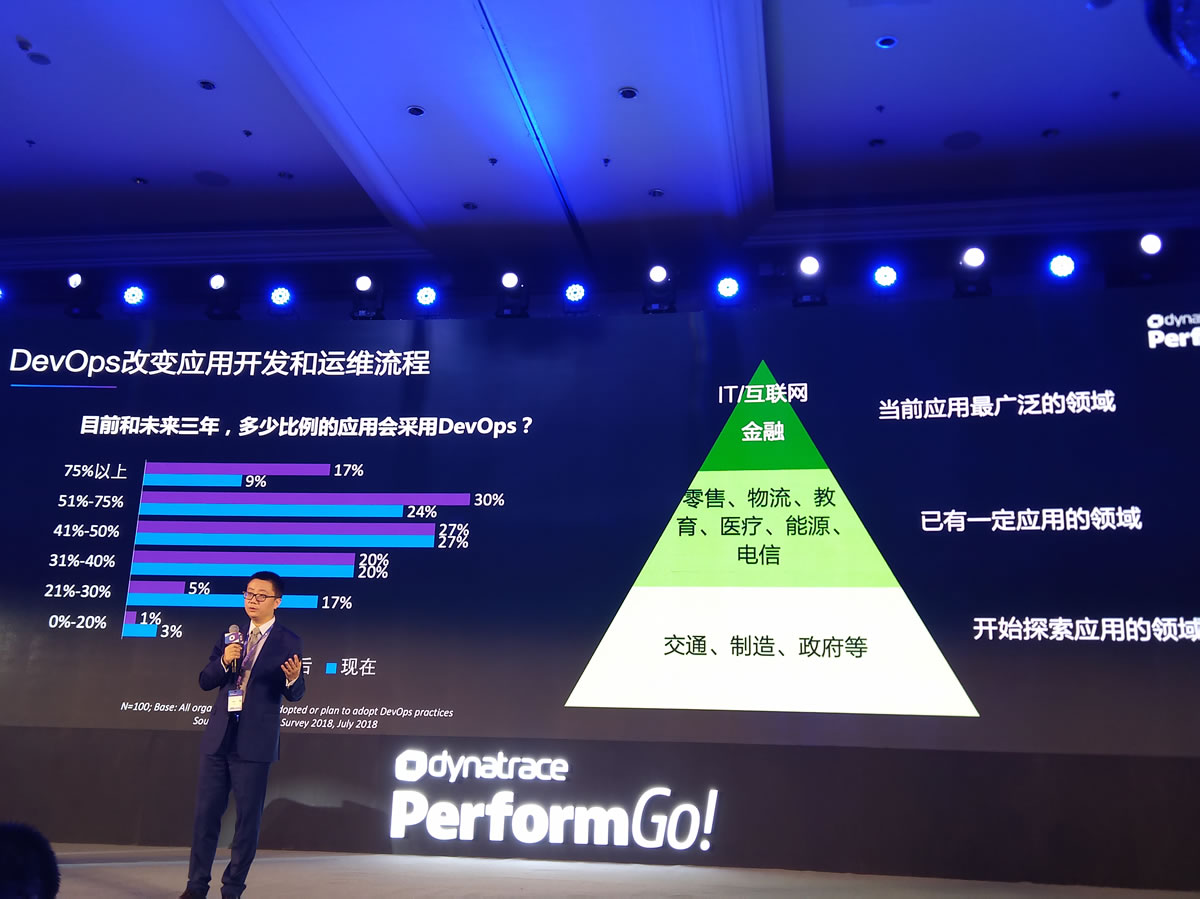 DevOps改变应用开发和运维流程
目前和未来三年，多少比例的应用会采用DevOps？
75%以上
17%
9%
51%-75%
30%
24%
41%-50%
27%
27%
31%-40%
20%
20%
21%-30%
5%
17%
0%-20%
1%
3%
后
现在
N=100; Base: All
dopted or plan to adopt DevOps practices
Survey 2018, July 2018
IT/互联网
金融
零售、物流、教
育、医疗、能源、
电信
交通、制造、政府等
当前应用最广泛的领域
已有一定应用的领域
开始探索应用的领域
dyna
Perf
dynatrace
PerformGo!